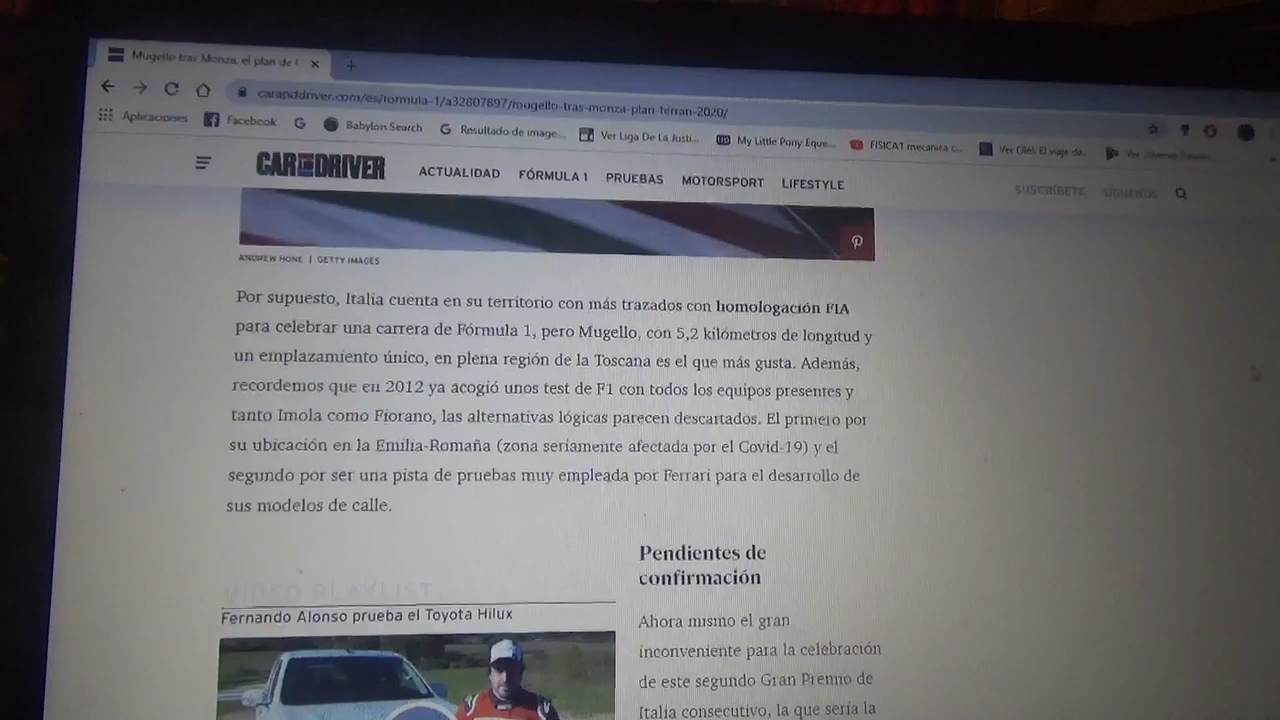 Mugello tras Monza, el plan de
caranddriver.com/es/formula-1/a32807897/mugello-tras-monza-plan-ferrari-2020/
Aplicaciones Facebook Babylon Search Resultado de image... Ver Liga De La Justi... My Little Pony Eque... FISICA1 mecanica c... Ver Olé! El viaje de... Ver
CAR AND DRIVER ACTUALIDAD FÓRMULA 1 PRUEBAS MOTORSPORT LIFESTYLE SUSCRÍBETE SÍGUENOS
ANDREW HONE | GETTY IMAGES
Por supuesto, Italia cuenta en su territorio con más trazados con homologación FIA
para celebrar una carrera de Fórmula 1, pero Mugello, con 5,2 kilómetros de longitud y
un emplazamiento único, en plena región de la Toscana es el que más gusta. Además,
recordemos que en 2012 ya acogió unos test de F1 con todos los equipos presentes y
tanto Imola como Fiorano, las alternativas lógicas parecen descartados. El primero por
su ubicación en la Emilia-Romaña (zona seriamente afectada por el Covid-19) y el
segundo por ser una pista de pruebas muy empleada por Ferrari para el desarrollo de
sus modelos de calle.
VIDEO PLAYLIST
Fernando Alonso prueba el Toyota Hilux
Pendientes de
confirmación
Ahora mismo el gran
inconveniente para la celebración
de este segundo Gran Premio de
Italia consecutivo, la que sería la